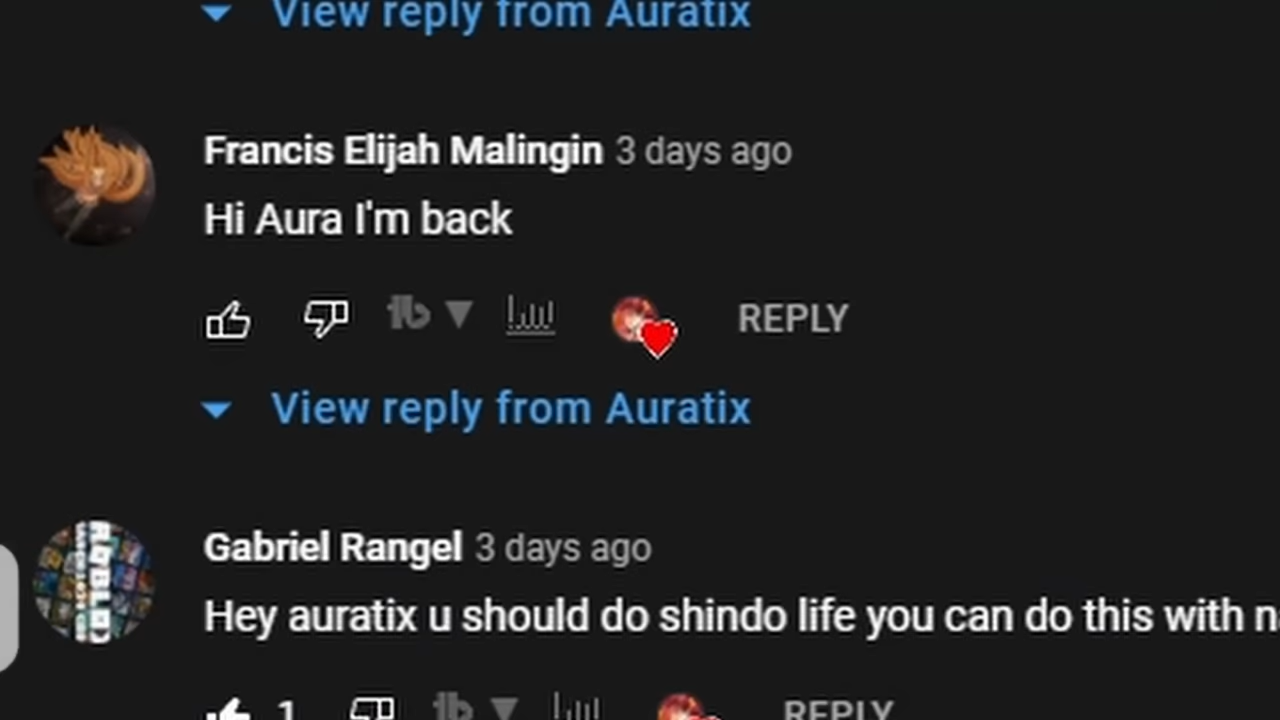 View reply from Auratix
Francis Elijah Malingin 3 days ago
Hi Aura I'm back
REPLY
View reply from Auratix
Gabriel Rangel 3 days ago
Hey auratix u should do shindo life you can do this with
1 REPLY